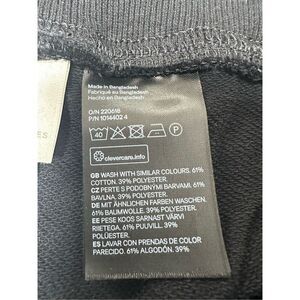 Made in Bangladesh
Fabriqué au Bangladesh
Hecho en Bangladesh
O/N 220618
P/N 1014402 4
40
P
clevercare.info
GB WASH WITH SIMILAR COLOURS. 61%
COTTON. 39% POLYESTER.
CZ PERTE S PODOBNÝMI BARVAMI. 61%
BAVLNA, 39% POLYESTER.
DE MIT ÄHNLICHEN FARBEN WASCHEN.
61% BAUMWOLLE. 39% POLYESTER.
EE PESE KOOS SARNAST VÄRVI
RIIETEGA. 61% PUUVILL. 39%
POLÜESTER.
ES LAVAR CON PRENDAS DE COLOR
PARECIDO. 61% ALGODÓN. 39%
ES